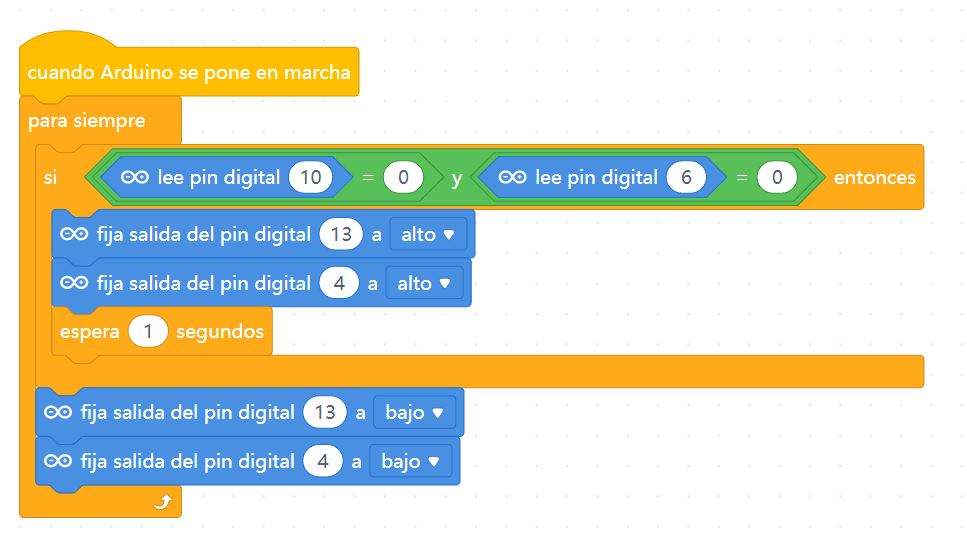 cuando Arduino se pone en marcha
para siempre
si lee pin digital 10 = 0 y lee pin digital 6 = 0 entonces
fija salida del pin digital 13 a alto
fija salida del pin digital 4 a alto
espera 1 segundos
fija salida del pin digital 13 a bajo
fija salida del pin digital 4 a bajo